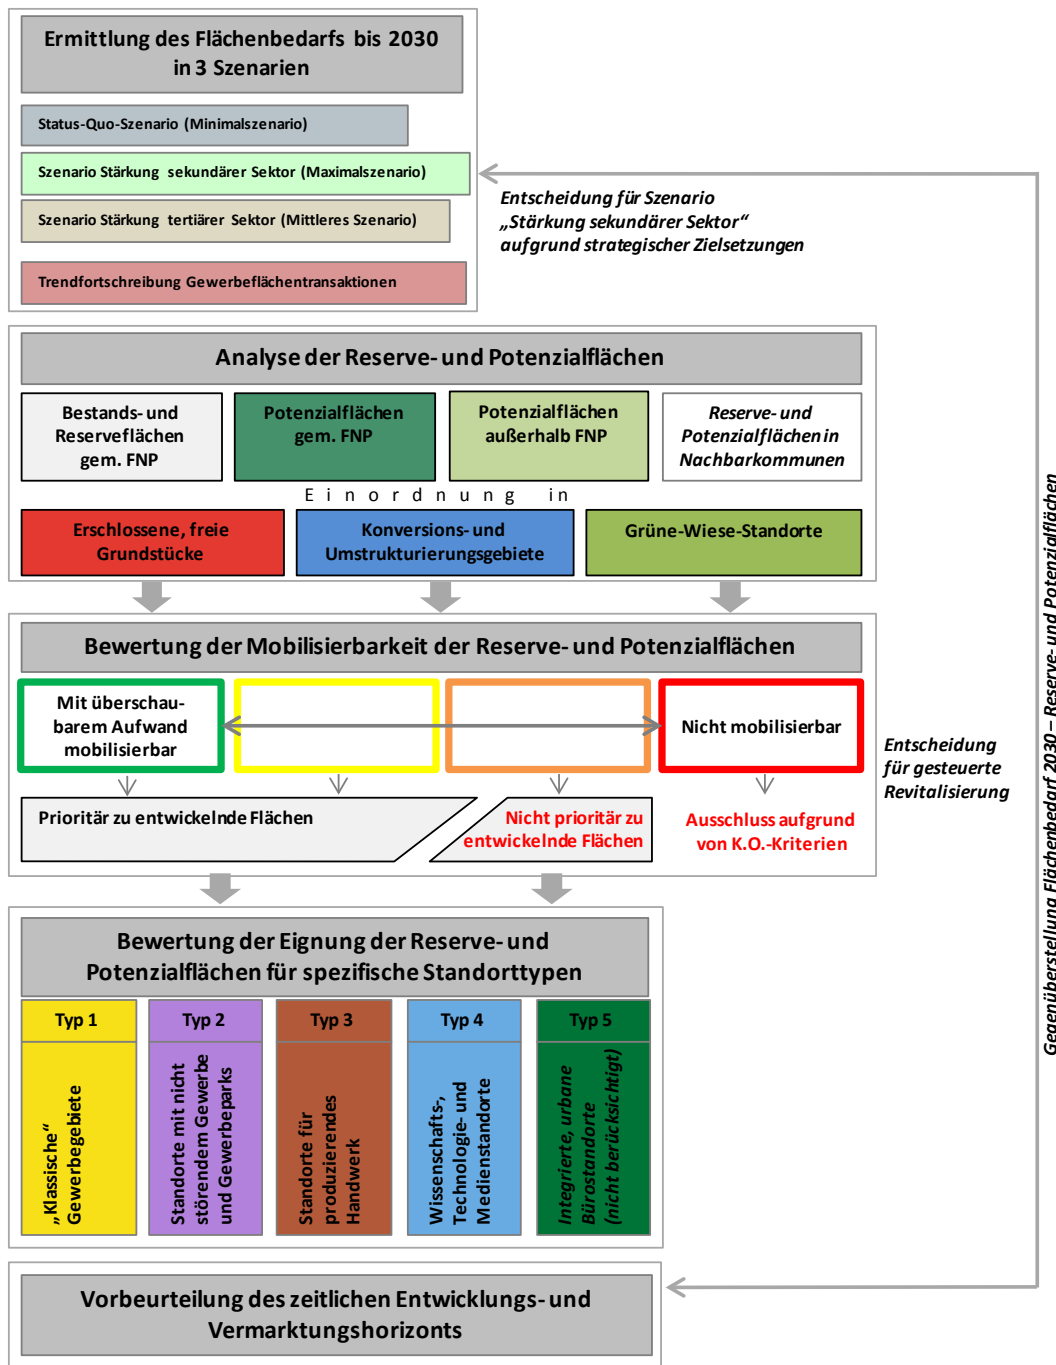 Ermittlung des Flächenbedarfs bis 2030
in 3 Szenarien
Status-Quo-Szenario (Minimalszenario)
Szenario Stärkung sekundärer Sektor (Maximalszenario)
Szenario Stärkung tertiärer Sektor (Mittleres Szenario)
Trendfortschreibung Gewerbeflächentransaktionen
Entscheidung für Szenario
„Stärkung sekundärer Sektor“
aufgrund strategischer Zielsetzungen
Analyse der Reserve- und Potenzialflächen
Bestands- und
Reserveflächen
gem. FNP
Potenzialflächen
gem. FNP
Potenzialflächen
außerhalb FNP
Reserve- und
Potenzialflächen in
Nachbarkommunen
Einordnung in
Erschlossene, freie
Grundstücke
Konversions- und
Umstrukturierungsgebiete
Grüne-Wiese-Standorte
Bewertung der Mobilisierbarkeit der Reserve- und Potenzialflächen
Mit überschau-
barem Aufwand
mobilisierbar
Nicht mobilisierbar
Prioritär zu entwickelnde Flächen
Nicht prioritär zu
entwickelnde Flächen
Ausschluss aufgrund
von K.O.-Kriterien
Entscheidung
für gesteuerte
Revitalisierung
Gegenüberstellung Flächenbedarf 2030 – Reserve- und Potenzialflächen
Bewertung der Eignung der Reserve- und
Potenzialflächen für spezifische Standorttypen
Typ 1
Typ 2
Typ 3
Typ 4
Typ 5
„Klassische“
Gewerbegebiete
Standorte mit nicht
störendem Gewerbe
und Gewerbeparks
Standorte für
produzierendes
Handwerk
Wissenschafts-,
Technologie- und
Medienstandorte
Integrierte, urbane
Bürostandorte
(nicht berücksichtigt)
Vorbeurteilung des zeitlichen Entwicklungs- und
Vermarktungshorizonts